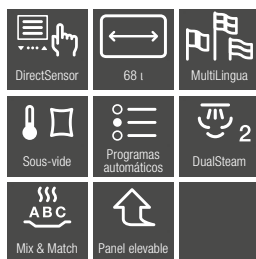 DirectSensor
68 l
MultiLingua
Sous-vide
Programas
automáticos
2
DualSteam
ABC
Mix & Match
Panel elevable